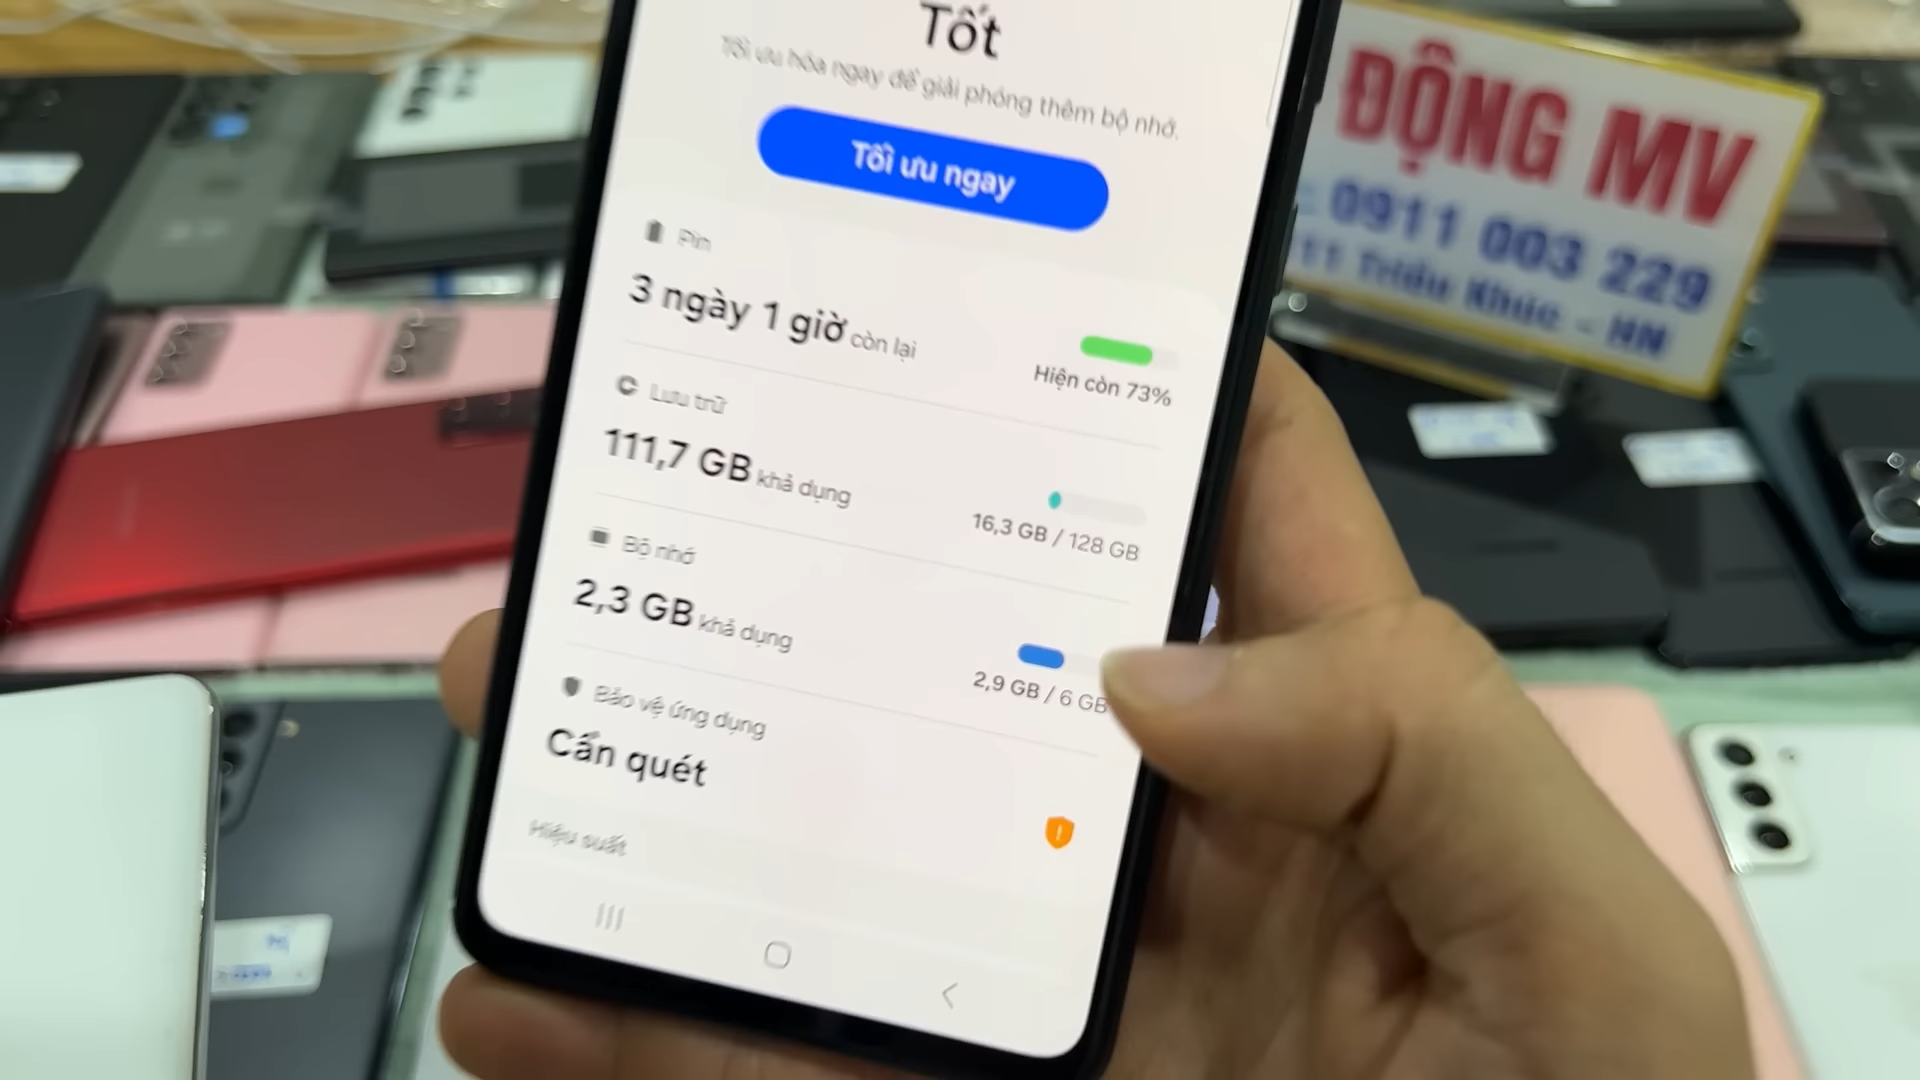 Tốt
Tối ưu hóa ngay để giải phóng thêm bộ nhớ.
Tối ưu ngay
Pin
3 ngày 1 giờ còn lại
Hiện còn 73%
Lưu trữ
111,7 GB khả dụng
16,3 GB / 128 GB
Bộ nhớ
2,3 GB khả dụng
2,9 GB / 6 GB
Bảo vệ ứng dụng
Cần quét
Hiệu suất
ĐỘNG MV
0911 003 229
11 Triều Khúc - HN